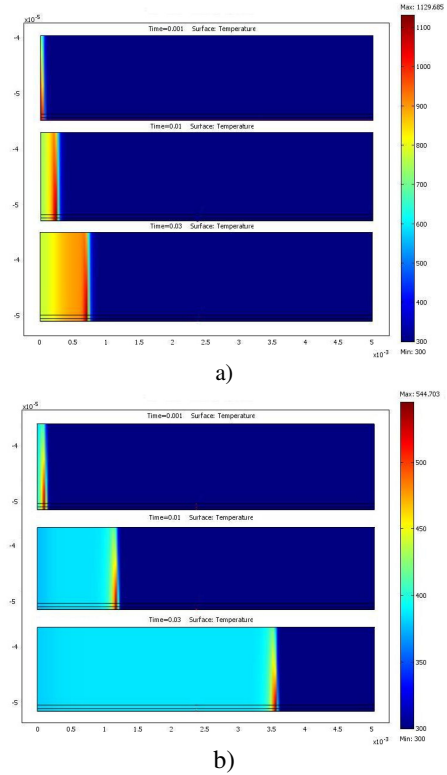 x10⁻⁵
Time=0.001 Surface: Temperature
Max: 1129.685
-4
-5
Time=0.01 Surface: Temperature
-4
-5
Time=0.03 Surface: Temperature
-4
-5
1100
1000
900
800
700
600
500
400
300
0 0.5 1 1.5 2 2.5 3 3.5 4 4.5 5
x10⁻³
Min: 300
a)
x10⁻⁵
Time=0.001 Surface: Temperature
Max: 544.703
-4
-5
Time=0.01 Surface: Temperature
-4
-5
Time=0.03 Surface: Temperature
-4
-5
500
450
400
350
300
0 0.5 1 1.5 2 2.5 3 3.5 4 4.5 5
x10⁻³
Min: 300
b)